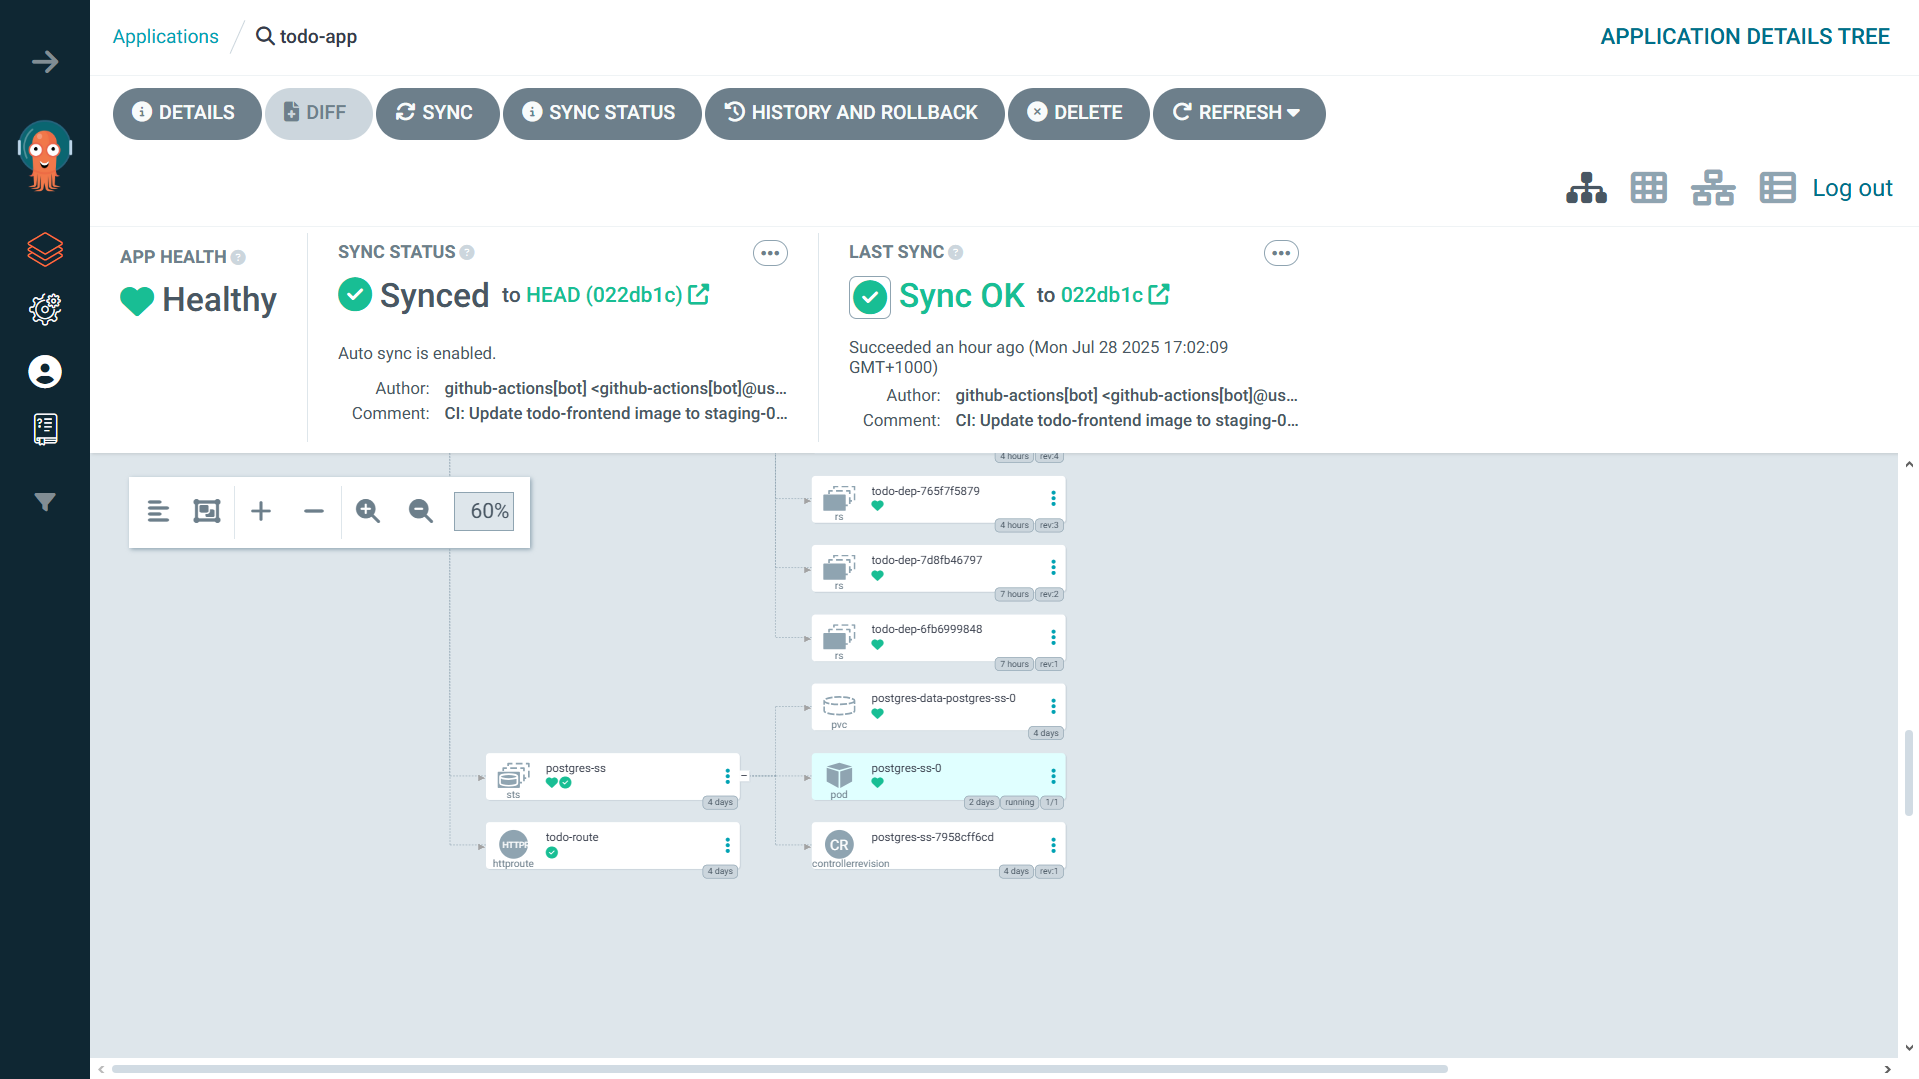 Applications
todo-app
APPLICATION DETAILS TREE
DETAILS
DIFF
SYNC
SYNC STATUS
HISTORY AND ROLLBACK
DELETE
REFRESH
Log out
APP HEALTH
Healthy
SYNC STATUS
Synced to HEAD (022db1c)
Auto sync is enabled.
Author: github-actions[bot] <github-actions[bot]@us...
Comment: CI: Update todo-frontend image to staging-0...
LAST SYNC
Sync OK to 022db1c
Succeeded an hour ago (Mon Jul 28 2025 17:02:09
GMT+1000)
Author: github-actions[bot] <github-actions[bot]@us...
Comment: CI: Update todo-frontend image to staging-0...
60%
4 hours rev:4
todo-dep-765f7f5879
rs
4 hours rev:3
todo-dep-7d8fb46797
rs
7 hours rev:2
todo-dep-6fb6999848
rs
7 hours rev:1
postgres-data-postgres-ss-0
pvc
4 days
postgres-ss
sts
4 days
postgres-ss-0
pod
2 days running 1/1
todo-route
HTTPR
httproute
4 days
postgres-ss-7958cff6cd
CR
controllerrevision
4 days rev:1